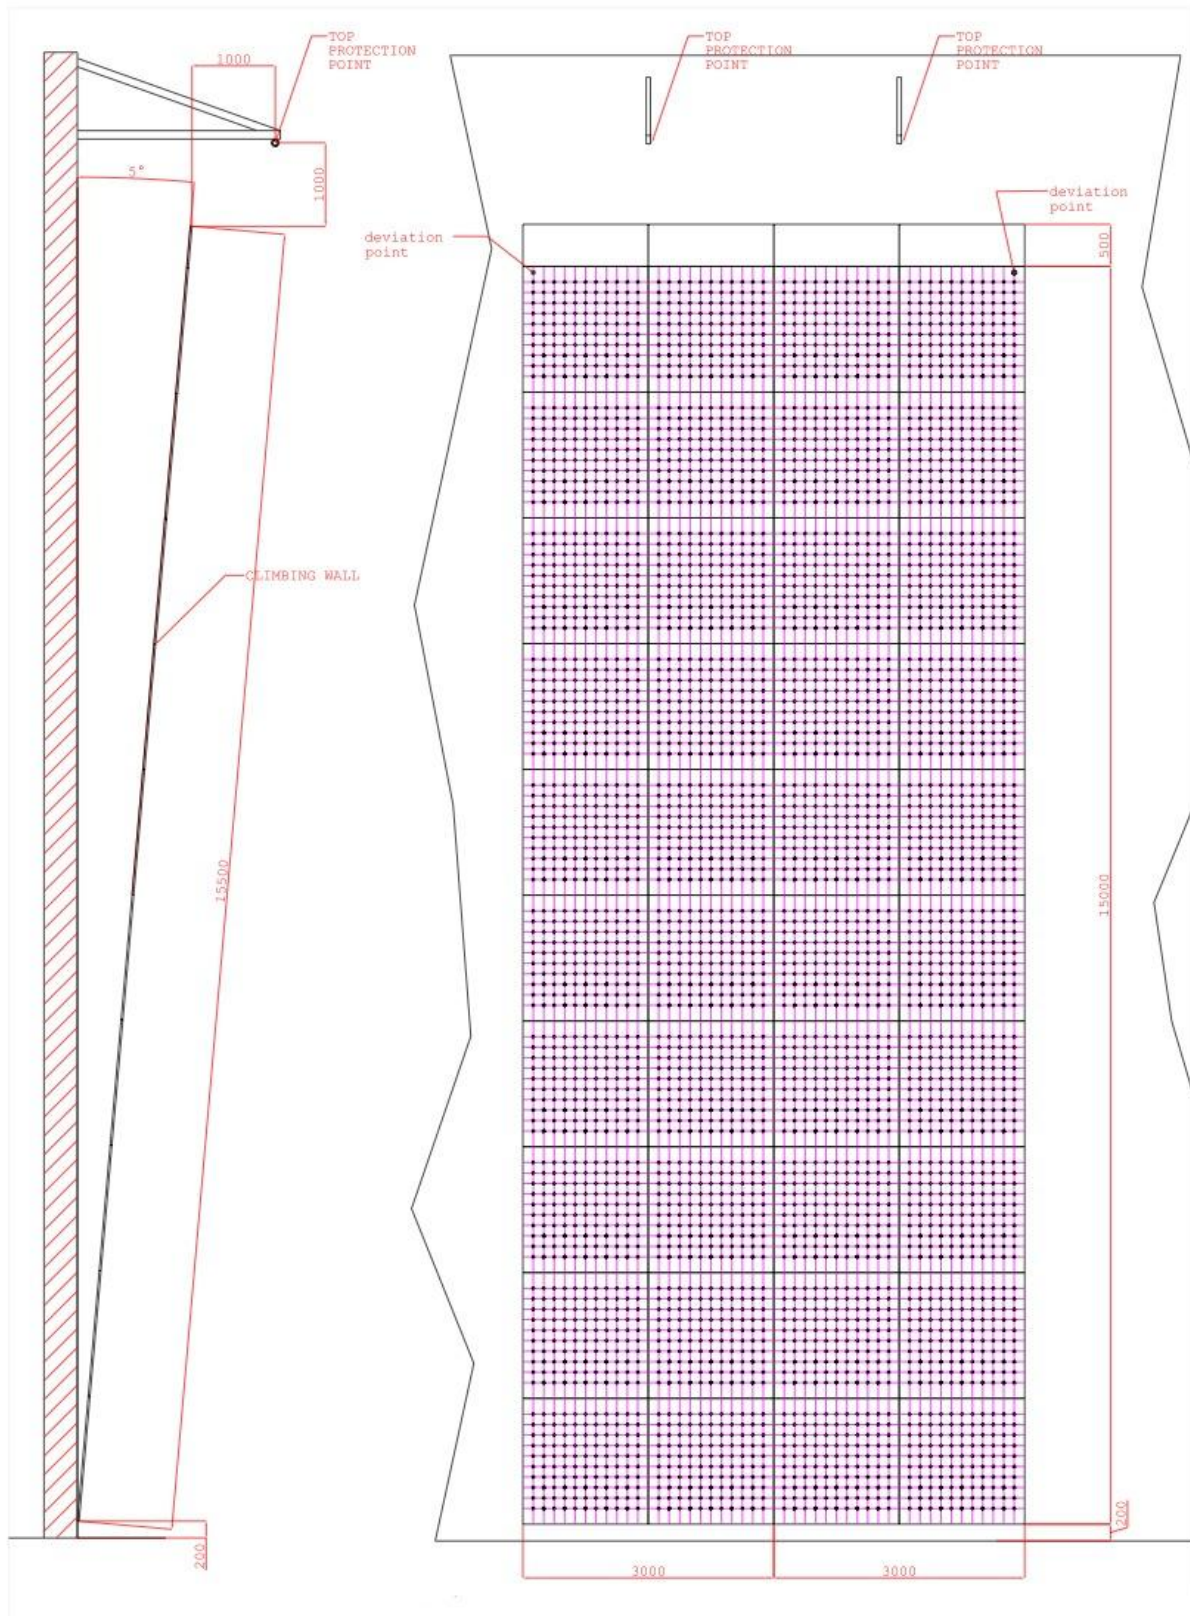 TOP
PROTECTION
POINT
1000
TOP
PROTECTION
POINT
TOP
PROTECTION
POINT
5°
1000
deviation
point
deviation
point
500
CLIMBING WALL
15500
15000
200
200
3000
3000